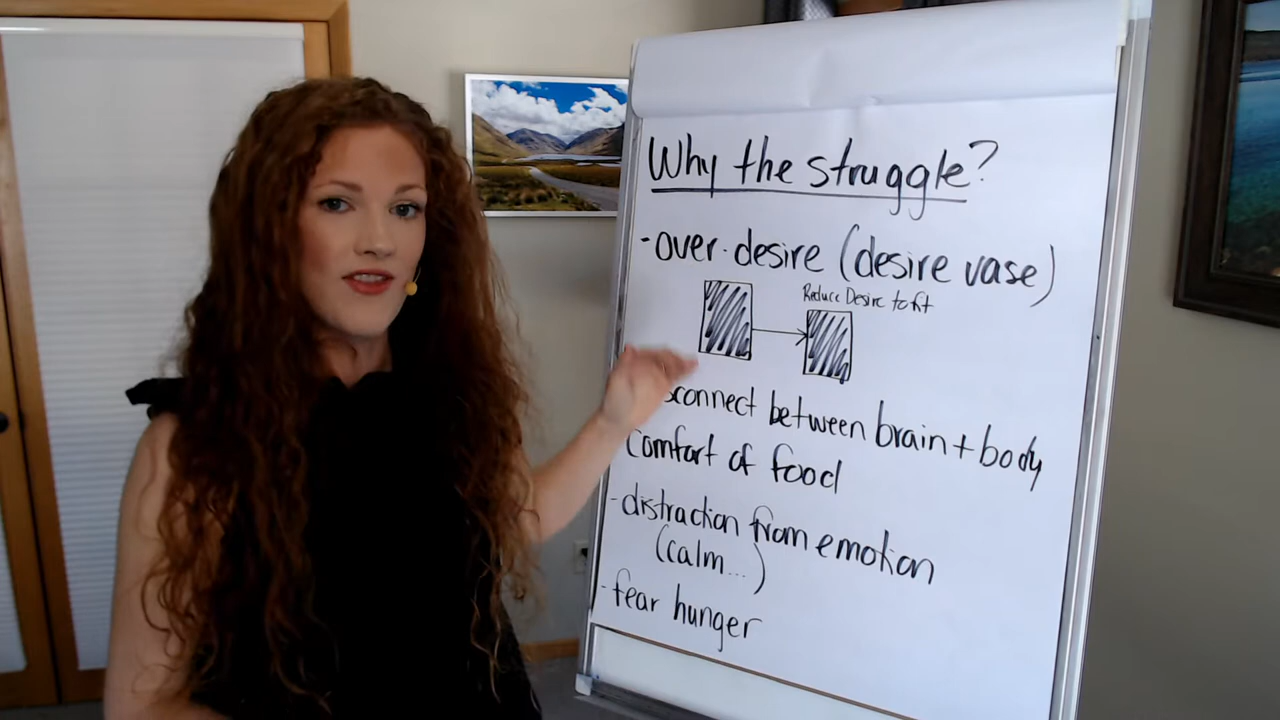 Why the struggle?
-over-desire (desire vase)
Reduce Desire to fit
sconnect between brain + body
comfort of food
-distraction from emotion
(calm...)
-fear hunger